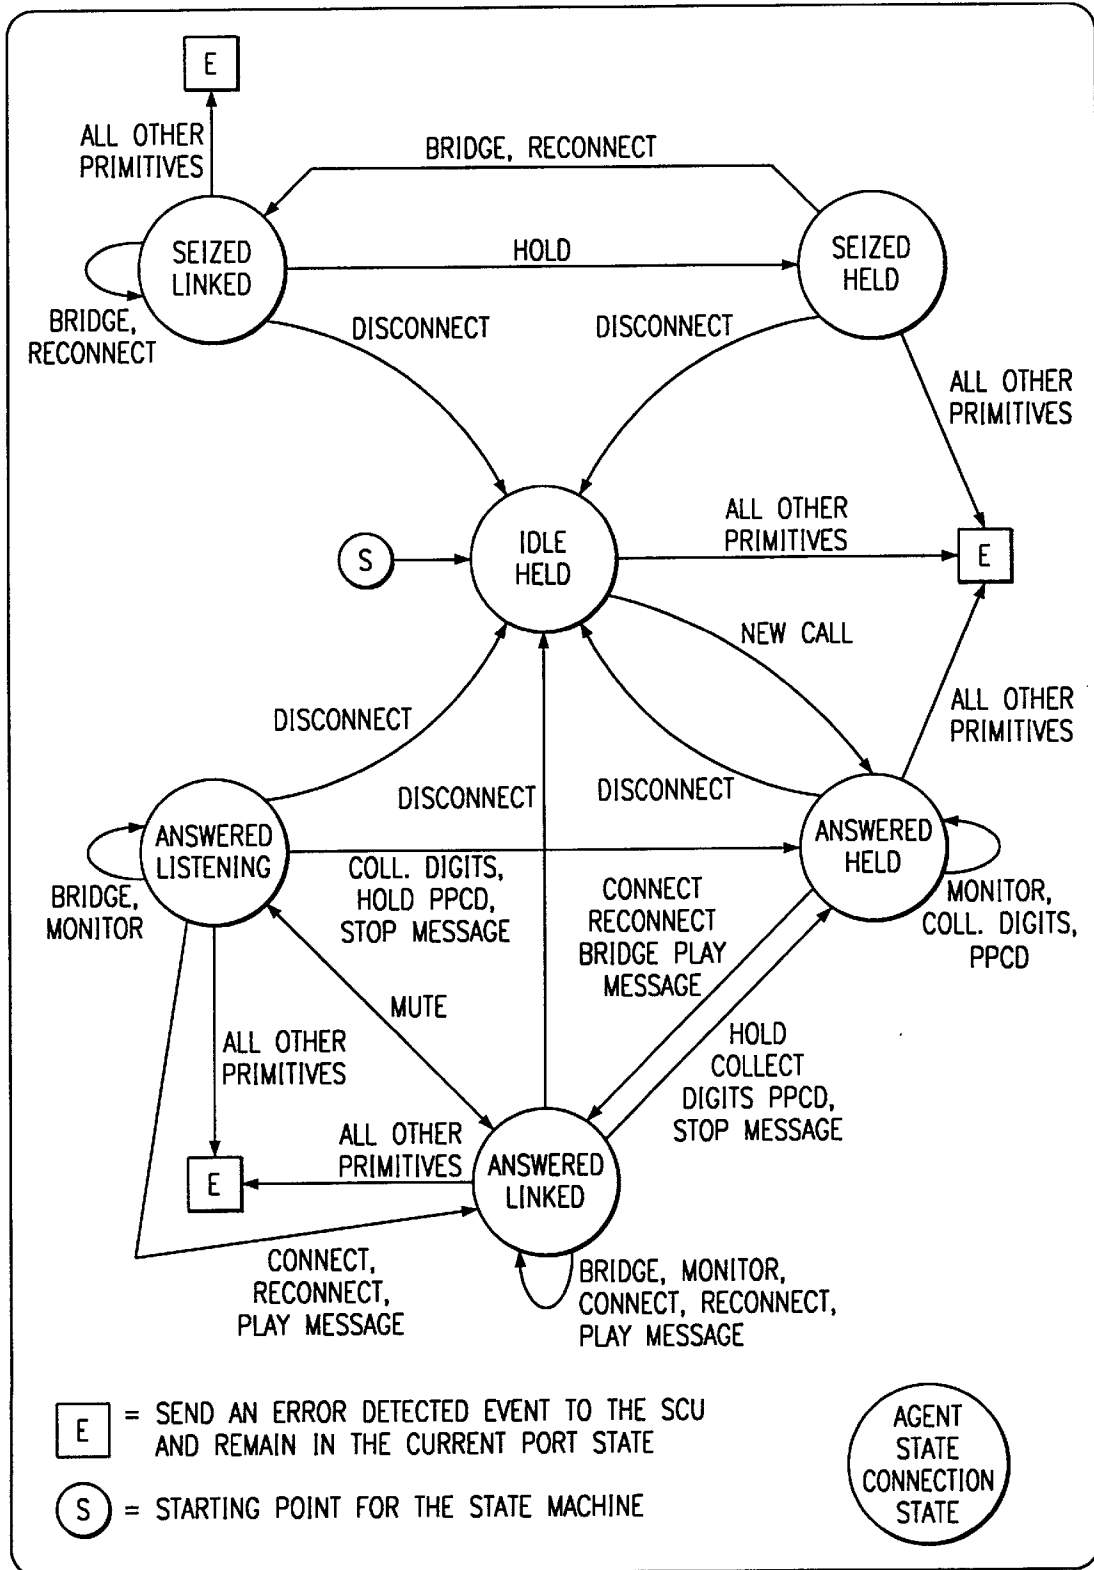 E
ALL OTHER
PRIMITIVES
BRIDGE, RECONNECT
SEIZED
LINKED
HOLD
SEIZED
HELD
BRIDGE,
RECONNECT
DISCONNECT
DISCONNECT
ALL OTHER
PRIMITIVES
S
IDLE
HELD
ALL OTHER
PRIMITIVES
E
NEW CALL
DISCONNECT
ALL OTHER
PRIMITIVES
DISCONNECT
DISCONNECT
ANSWERED
LISTENING
ANSWERED
HELD
BRIDGE,
MONITOR
COLL. DIGITS,
HOLD PPCD,
STOP MESSAGE
CONNECT
RECONNECT
BRIDGE PLAY
MESSAGE
MONITOR,
COLL. DIGITS,
PPCD
MUTE
ALL OTHER
PRIMITIVES
HOLD
COLLECT
DIGITS PPCD,
STOP MESSAGE
E
ALL OTHER
PRIMITIVES
ANSWERED
LINKED
CONNECT,
RECONNECT,
PLAY MESSAGE
BRIDGE, MONITOR,
CONNECT, RECONNECT,
PLAY MESSAGE
E = SEND AN ERROR DETECTED EVENT TO THE SCU
AND REMAIN IN THE CURRENT PORT STATE
S = STARTING POINT FOR THE STATE MACHINE
AGENT
STATE
CONNECTION
STATE